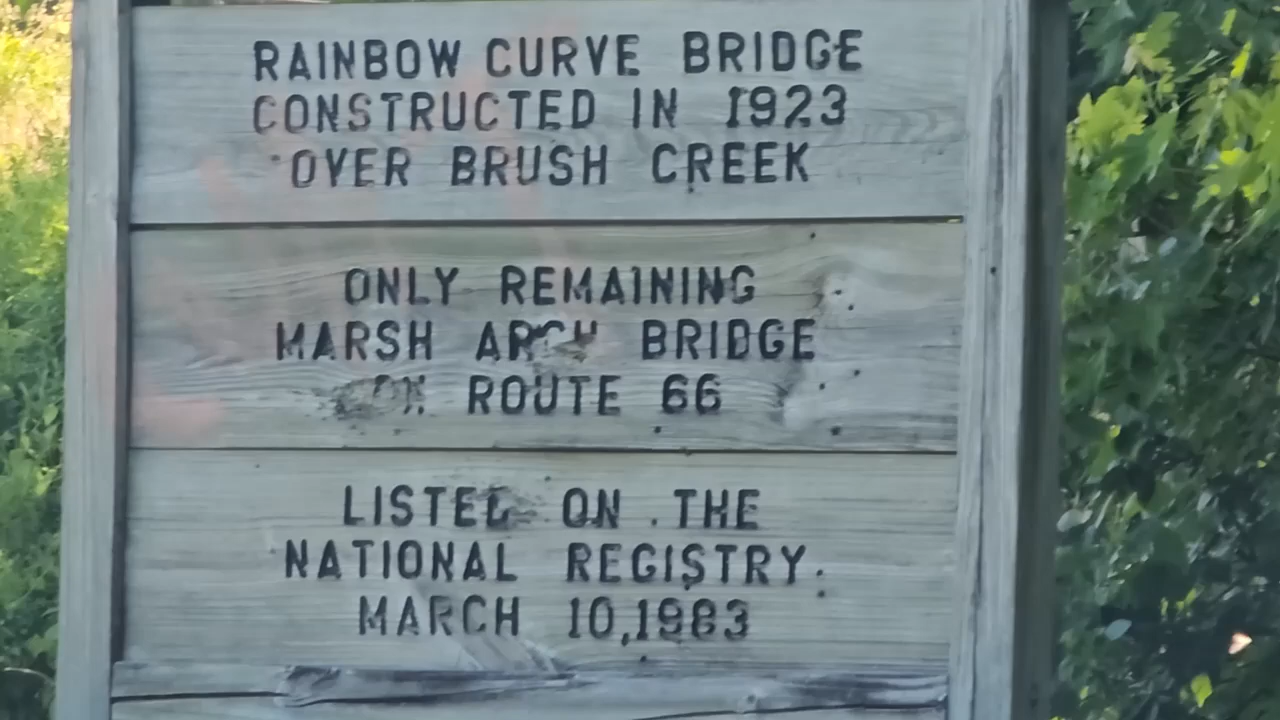 RAINBOW CURVE BRIDGE
CONSTRUCTED IN 1923
OVER BRUSH CREEK
ONLY REMAINING
MARSH ARCH BRIDGE
ON ROUTE 66
LISTED ON THE
NATIONAL REGISTRY
MARCH 10,1983